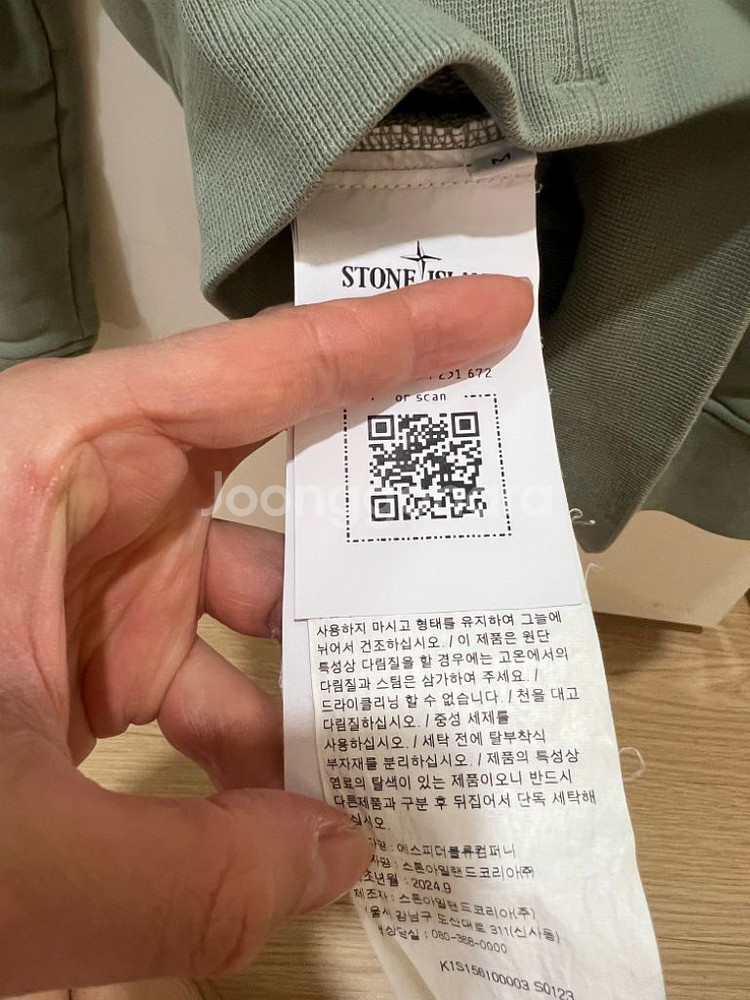 M
STONE
291 672
or scan
사용하지 마시고 형태를 유지하여 그늘에
뉘어서 건조하십시오. / 이 제품은 원단
특성상 다림질을 할 경우에는 고온에서의
다림질과 스팀은 삼가하여 주세요. /
드라이클리닝 할 수 없습니다. / 천을 대고
다림질하십시오. / 중성 세제를
사용하십시오. / 세탁 전에 탈부착식
부자재를 분리하십시오. / 제품의 특성상
염료의 탈색이 있는 제품이오니 반드시
다른제품과 구분 후 뒤집어서 단독 세탁해
십시오.
: 에스피더블류컴퍼니
: 스톤아일랜드코리아㈜
: 2024.9
제조자 : 스톤아일랜드코리아(주)
강남구 도산대로 311(신사동)
: 080-368-0000
K1S156100003 S0123